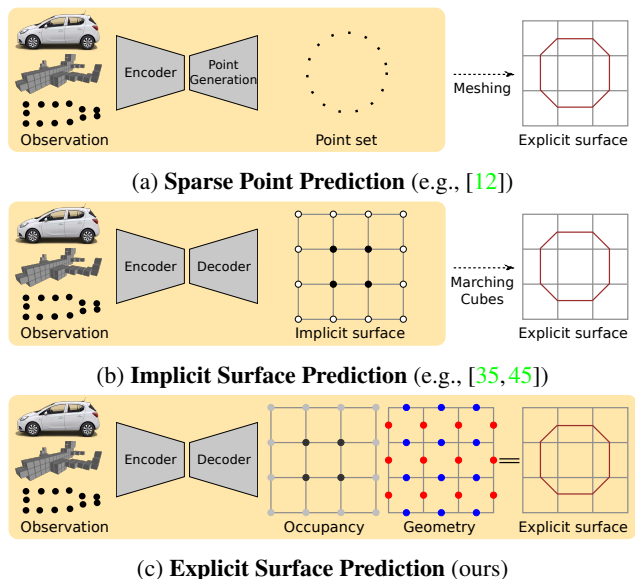 Encoder
Point
Generation
Meshing
Observation
Point set
Explicit surface
(a) Sparse Point Prediction (e.g., [12])
Encoder
Decoder
Marching
Cubes
Observation
Implicit surface
Explicit surface
(b) Implicit Surface Prediction (e.g., [35, 45])
Encoder
Decoder
=
Observation
Occupancy
Geometry
Explicit surface
(c) Explicit Surface Prediction (ours)